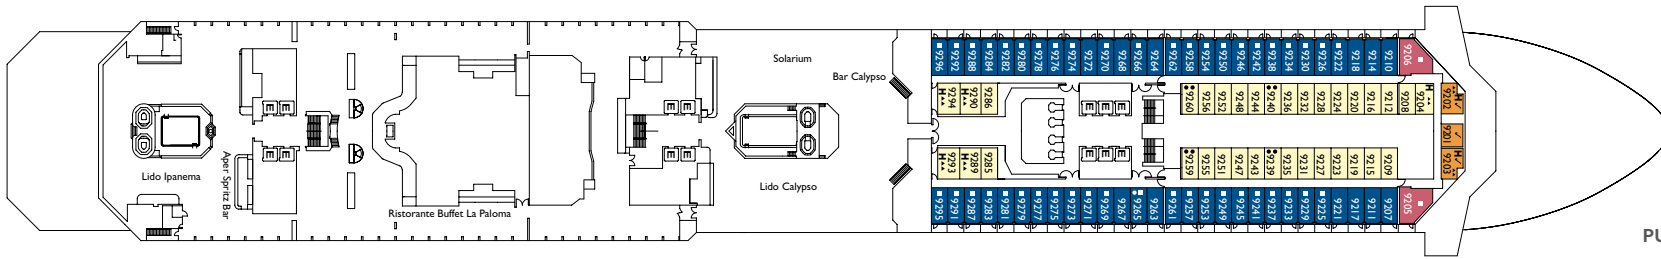 Solarium
Bar Calypso
Lido Calypso
Lido Ipanema
Aper Spritz Bar
Ristorante Buffet La Paloma
E E
E E
E E
E E
E E E
E E E
9296 9292 9288 9284 9282 9280 9278 9276 9274 9272 9270 9268 9266 9264 9262 9258 9254 9250 9246 9242 9238 9234 9230 9226 9222 9218 9214 9210 9206
H 9294 H 9290 9286 9260 9256 9252 9248 9244 9240 9236 9232 9228 9224 9220 9216 9212 9208 9204 H
9202 H
9201
9203 H
H 9293 H 9289 9285 9259 9255 9251 9247 9243 9239 9235 9231 9227 9223 9219 9215 9209
9295 9291 9287 9283 9281 9279 9277 9275 9273 9271 9269 9267 9265 9263 9261 9257 9253 9249 9245 9241 9237 9233 9229 9225 9221 9217 9211 9207 9205
PU